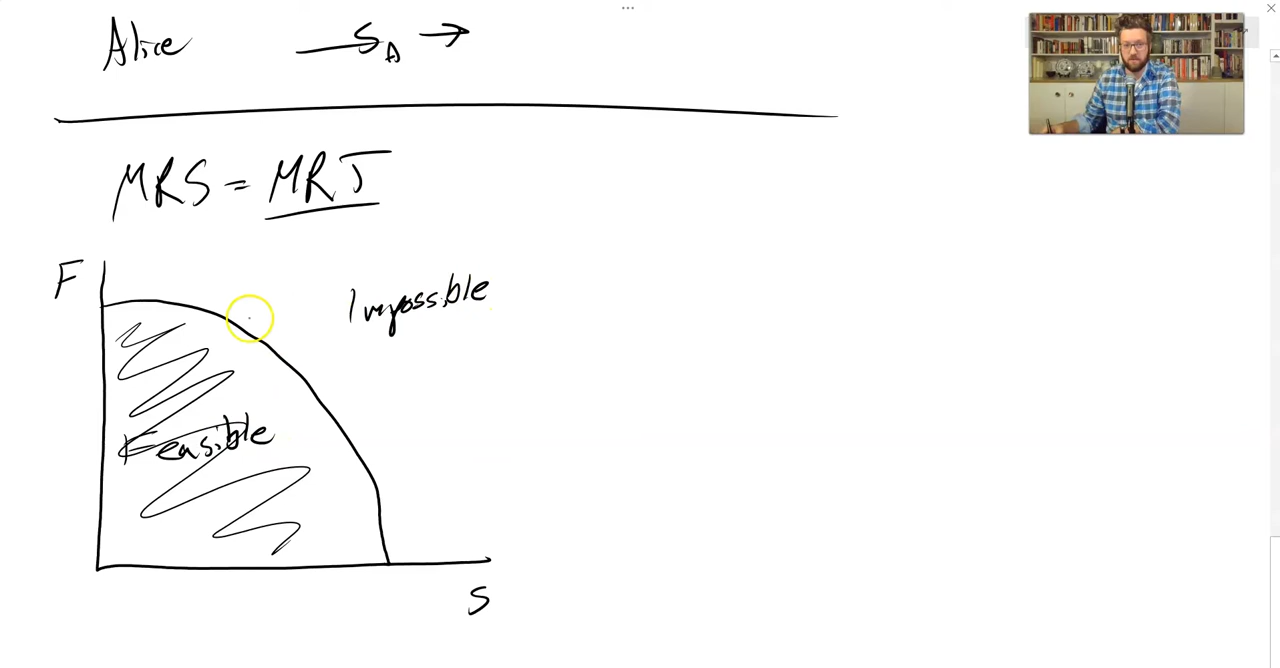 Alice S_A →
MRS = MRT
F
Impossible
Feasible
S